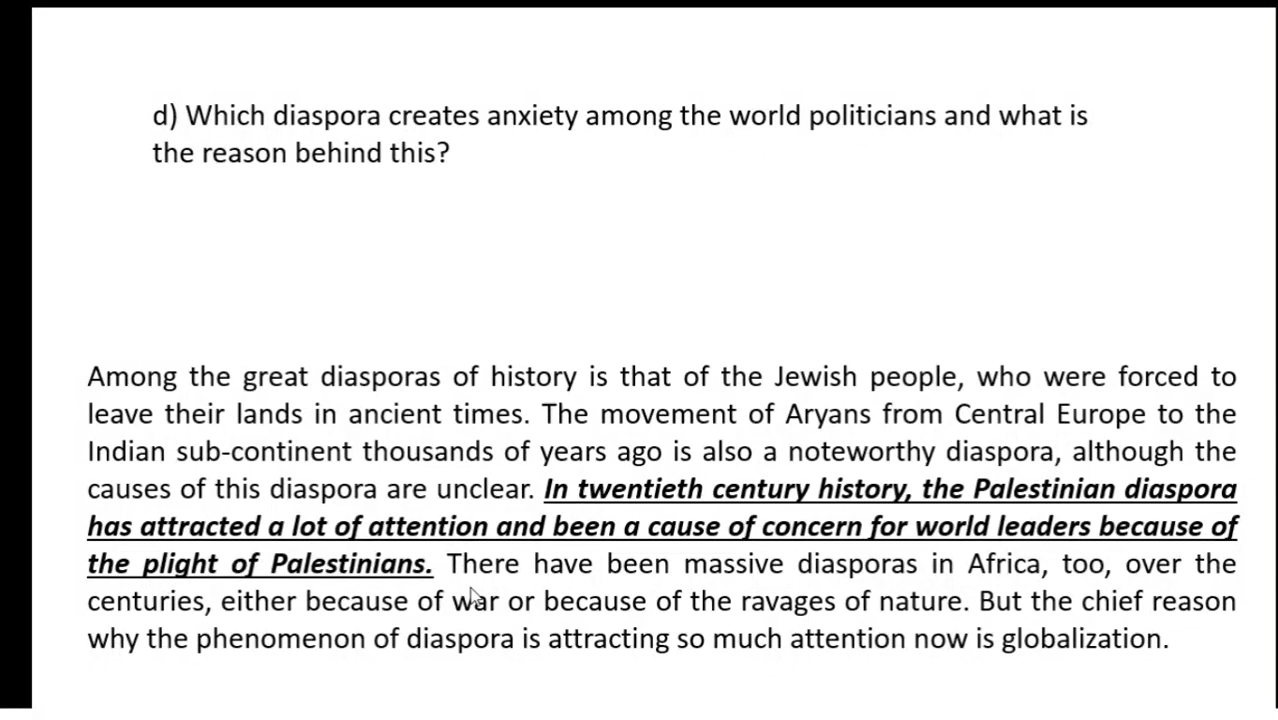 d) Which diaspora creates anxiety among the world politicians and what is
the reason behind this?
Among the great diasporas of history is that of the Jewish people, who were forced to
leave their lands in ancient times. The movement of Aryans from Central Europe to the
Indian sub-continent thousands of years ago is also a noteworthy diaspora, although the
causes of this diaspora are unclear. In twentieth century history, the Palestinian diaspora
has attracted a lot of attention and been a cause of concern for world leaders because of
the plight of Palestinians. There have been massive diasporas in Africa, too, over the
centuries, either because of war or because of the ravages of nature. But the chief reason
why the phenomenon of diaspora is attracting so much attention now is globalization.